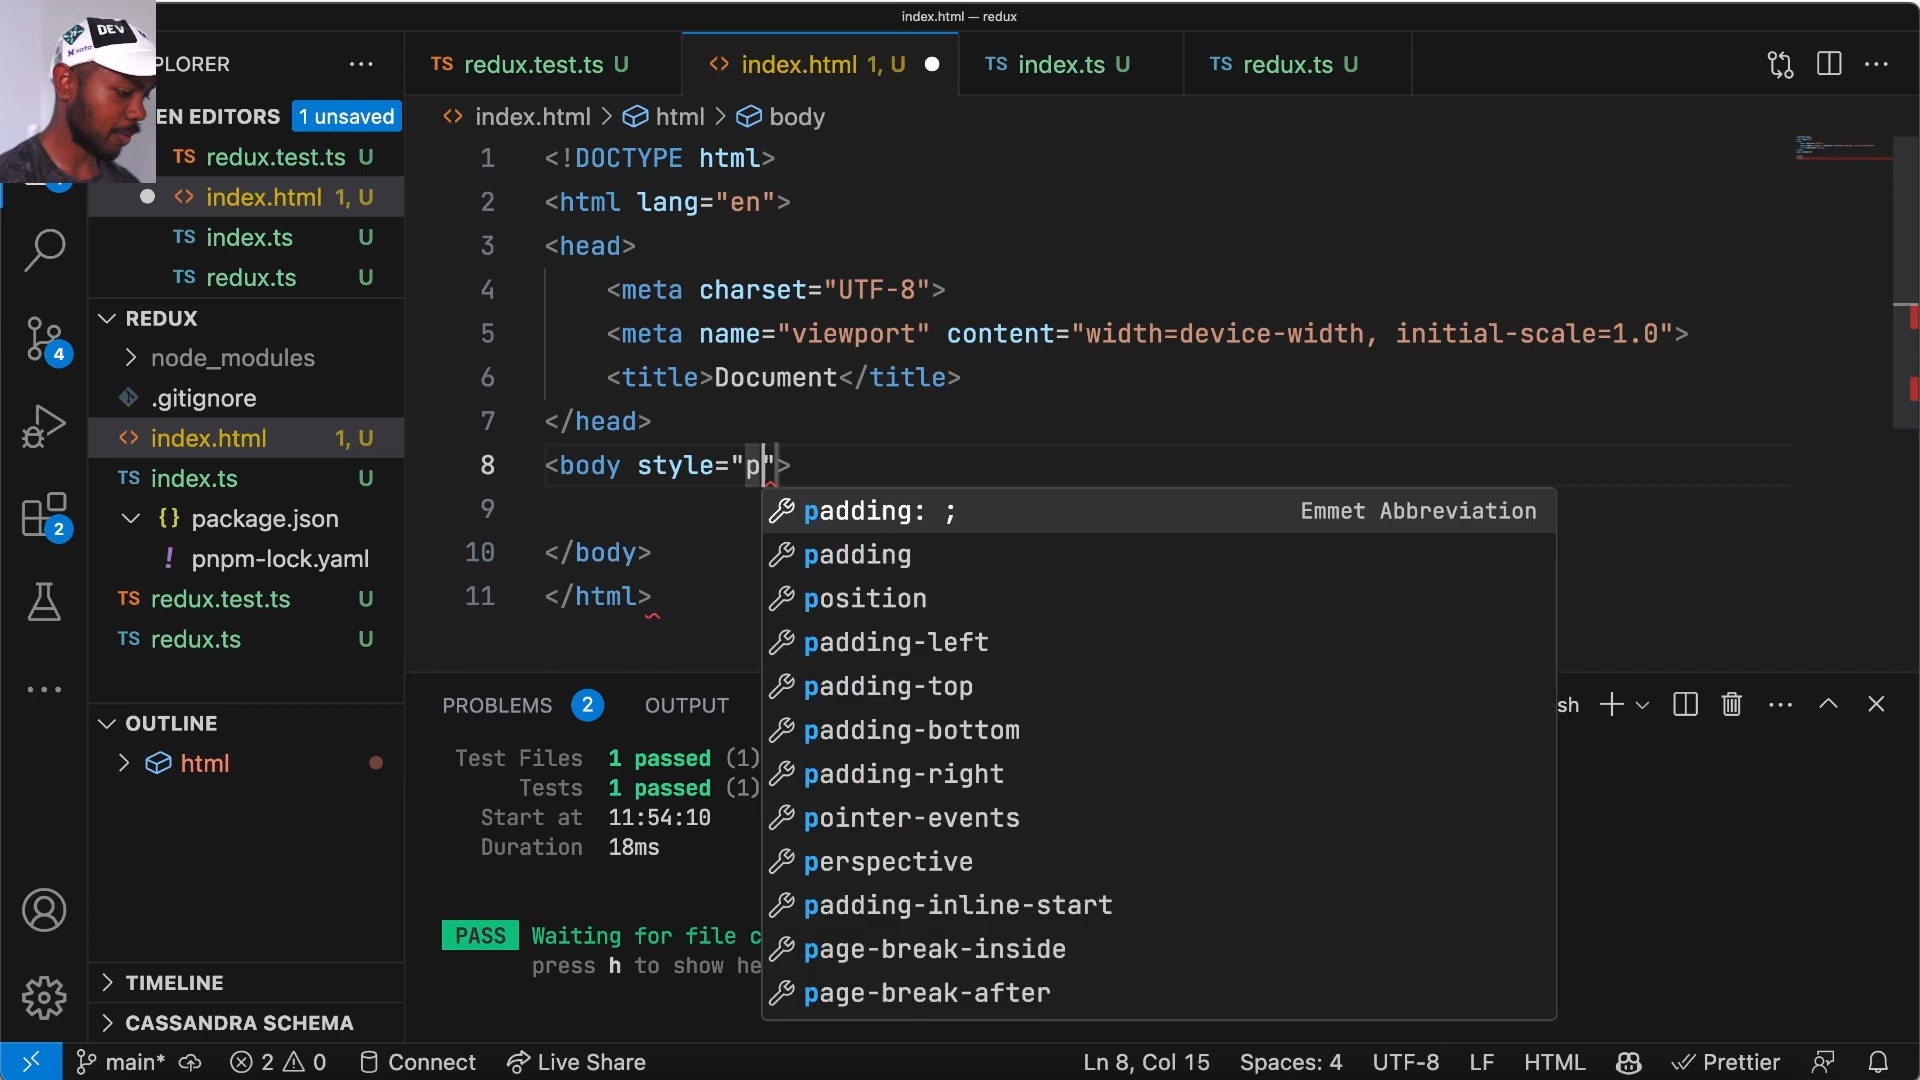 index.html — redux
DEV
xata
PLORER
EN EDITORS
1 unsaved
TS redux.test.ts U
index.html 1, U
TS index.ts U
TS redux.ts U
REDUX
node_modules
.gitignore
index.html 1, U
TS index.ts U
{} package.json
! pnpm-lock.yaml
TS redux.test.ts U
TS redux.ts U
OUTLINE
html
TIMELINE
CASSANDRA SCHEMA
4
2
TS redux.test.ts U
<> index.html 1, U
TS index.ts U
TS redux.ts U
<> index.html > html > body
1 <!DOCTYPE html>
2 <html lang="en">
3 <head>
4 <meta charset="UTF-8">
5 <meta name="viewport" content="width=device-width, initial-scale=1.0">
6 <title>Document</title>
7 </head>
8 <body style="p">
9
10 </body>
11 </html>
padding: ; Emmet Abbreviation
padding
position
padding-left
padding-top
padding-bottom
padding-right
pointer-events
perspective
padding-inline-start
page-break-inside
page-break-after
PROBLEMS 2 OUTPUT
sh
Test Files 1 passed (1)
Tests 1 passed (1)
Start at 11:54:10
Duration 18ms
PASS Waiting for file c
press h to show he
main* 2 0 Connect Live Share
Ln 8, Col 15 Spaces: 4 UTF-8 LF HTML Prettier